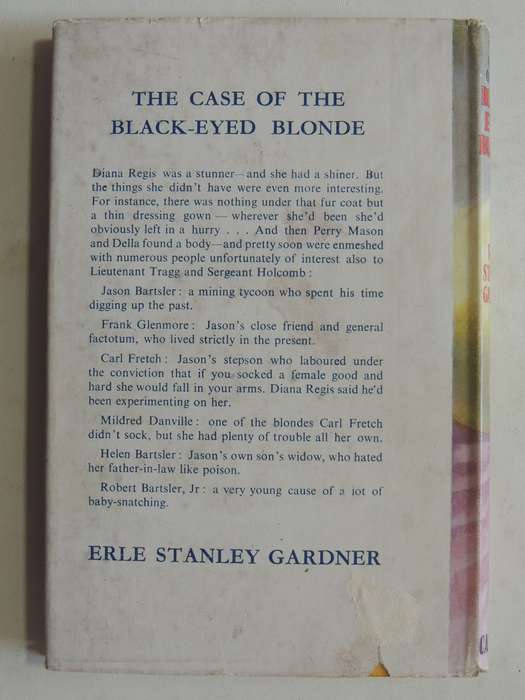 THE CASE OF THE
BLACK-EYED BLONDE
Diana Regis was a stunner—and she had a shiner. But
the things she didn't have were even more interesting.
For instance, there was nothing under that fur coat but
a thin dressing gown — wherever she'd been she'd
obviously left in a hurry . . . And then Perry Mason
and Della found a body—and pretty soon were enmeshed
with numerous people unfortunately of interest also to
Lieutenant Tragg and Sergeant Holcomb :
Jason Bartsler : a mining tycoon who spent his time
digging up the past.
Frank Glenmore : Jason's close friend and general
factotum, who lived strictly in the present.
Carl Fretch : Jason's stepson who laboured under
the conviction that if you socked a female good and
hard she would fall in your arms. Diana Regis said he'd
been experimenting on her.
Mildred Danville : one of the blondes Carl Fretch
didn't sock, but she had plenty of trouble all her own.
Helen Bartsler : Jason's own son's widow, who hated
her father-in-law like poison.
Robert Bartsler, Jr : a very young cause of a lot of
baby-snatching.
ERLE STANLEY GARDNER